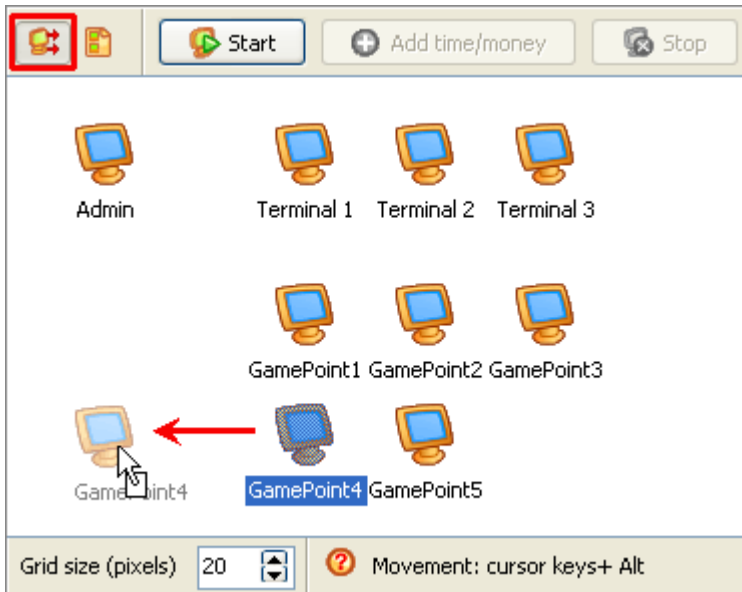 Start Add time/money Stop
Admin Terminal 1 Terminal 2 Terminal 3
GamePoint1 GamePoint2 GamePoint3
GamePoint4 GamePoint4 GamePoint5
Grid size (pixels) 20 Movement: cursor keys+ Alt